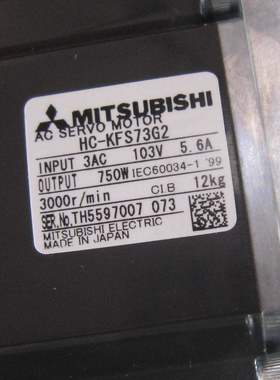 MITSUBISHI
AC SERVO MOTOR
HC-KFS73G2
INPUT 3AC 103V 5.6A
OUTPUT 750W IEC60034-1 '99
3000r/min CI.B 12kg
SER.No.TH5597007 073
MITSUBISHI ELECTRIC
MADE IN JAPAN